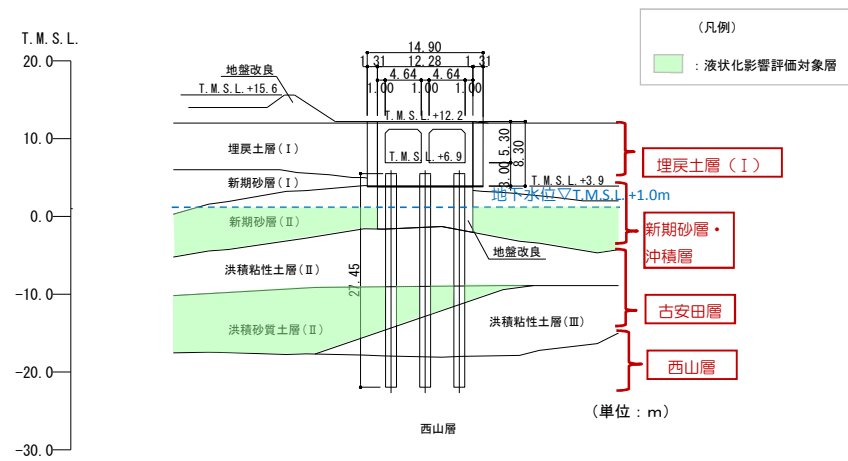 (凡例)
：液状化影響評価対象層
T.M.S.L.
20.0
10.0
0.0
-10.0
-20.0
-30.0
14.90
1.31
12.28
1.31
4.64
4.64
1.00
1.00
1.00
地盤改良
T.M.S.L.+15.6
T.M.S.L.+12.2
5.30
8.30
T.M.S.L.+6.9
3.00
埋戻土層(Ⅰ)
新期砂層(Ⅰ)
T.M.S.L.+3.9
地下水位▽T.M.S.L.+1.0m
新期砂層(Ⅱ)
地盤改良
洪積粘性土層(Ⅱ)
27.45
洪積砂質土層(Ⅱ)
洪積粘性土層(Ⅲ)
西山層
埋戻土層（Ⅰ）
新期砂層・
沖積層
古安田層
西山層
(単位：m)